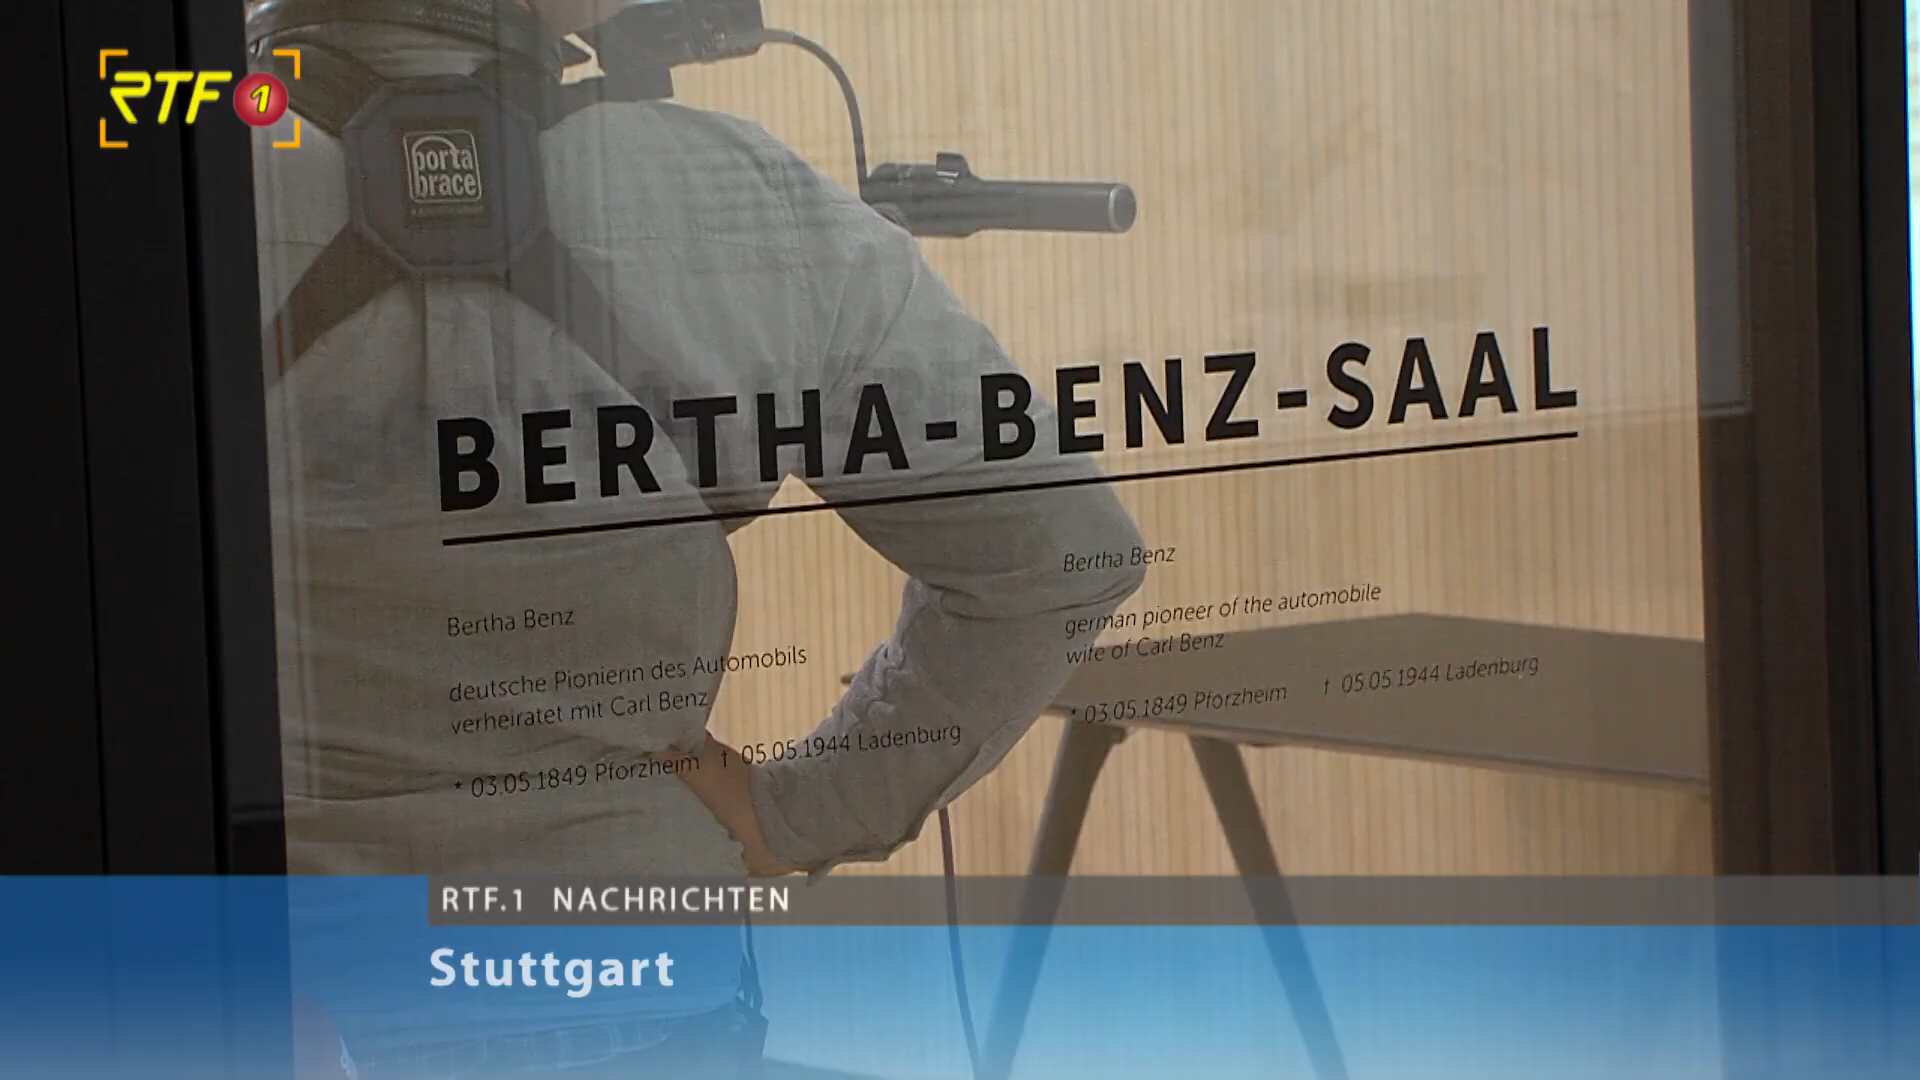 RTF 1
porta
brace
BERTHA-BENZ-SAAL
Bertha Benz
deutsche Pionierin des Automobils
verheiratet mit Carl Benz
* 03.05.1849 Pforzheim † 05.05.1944 Ladenburg
Bertha Benz
german pioneer of the automobile
wife of Carl Benz
* 03.05.1849 Pforzheim † 05.05.1944 Ladenburg
RTF.1 NACHRICHTEN
Stuttgart